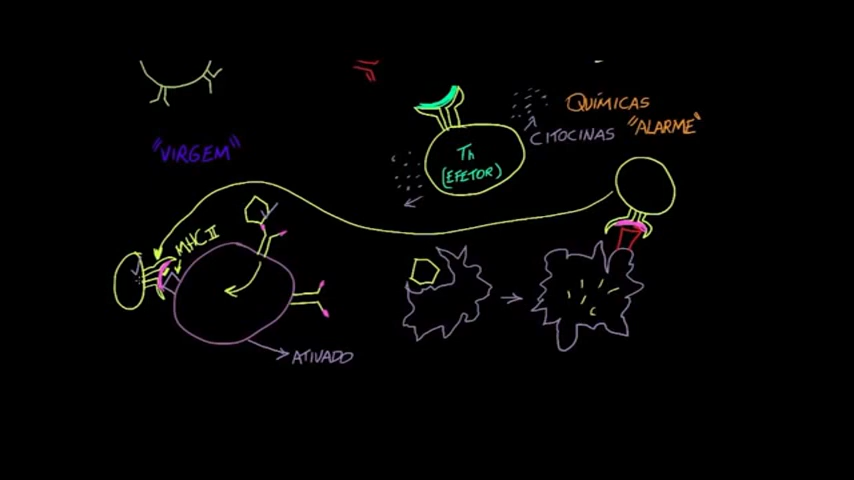 QUÍMICAS
"ALARME"
CITOCINAS
"VIRGEM"
Th
(EFETOR)
MHC II
ATIVADO